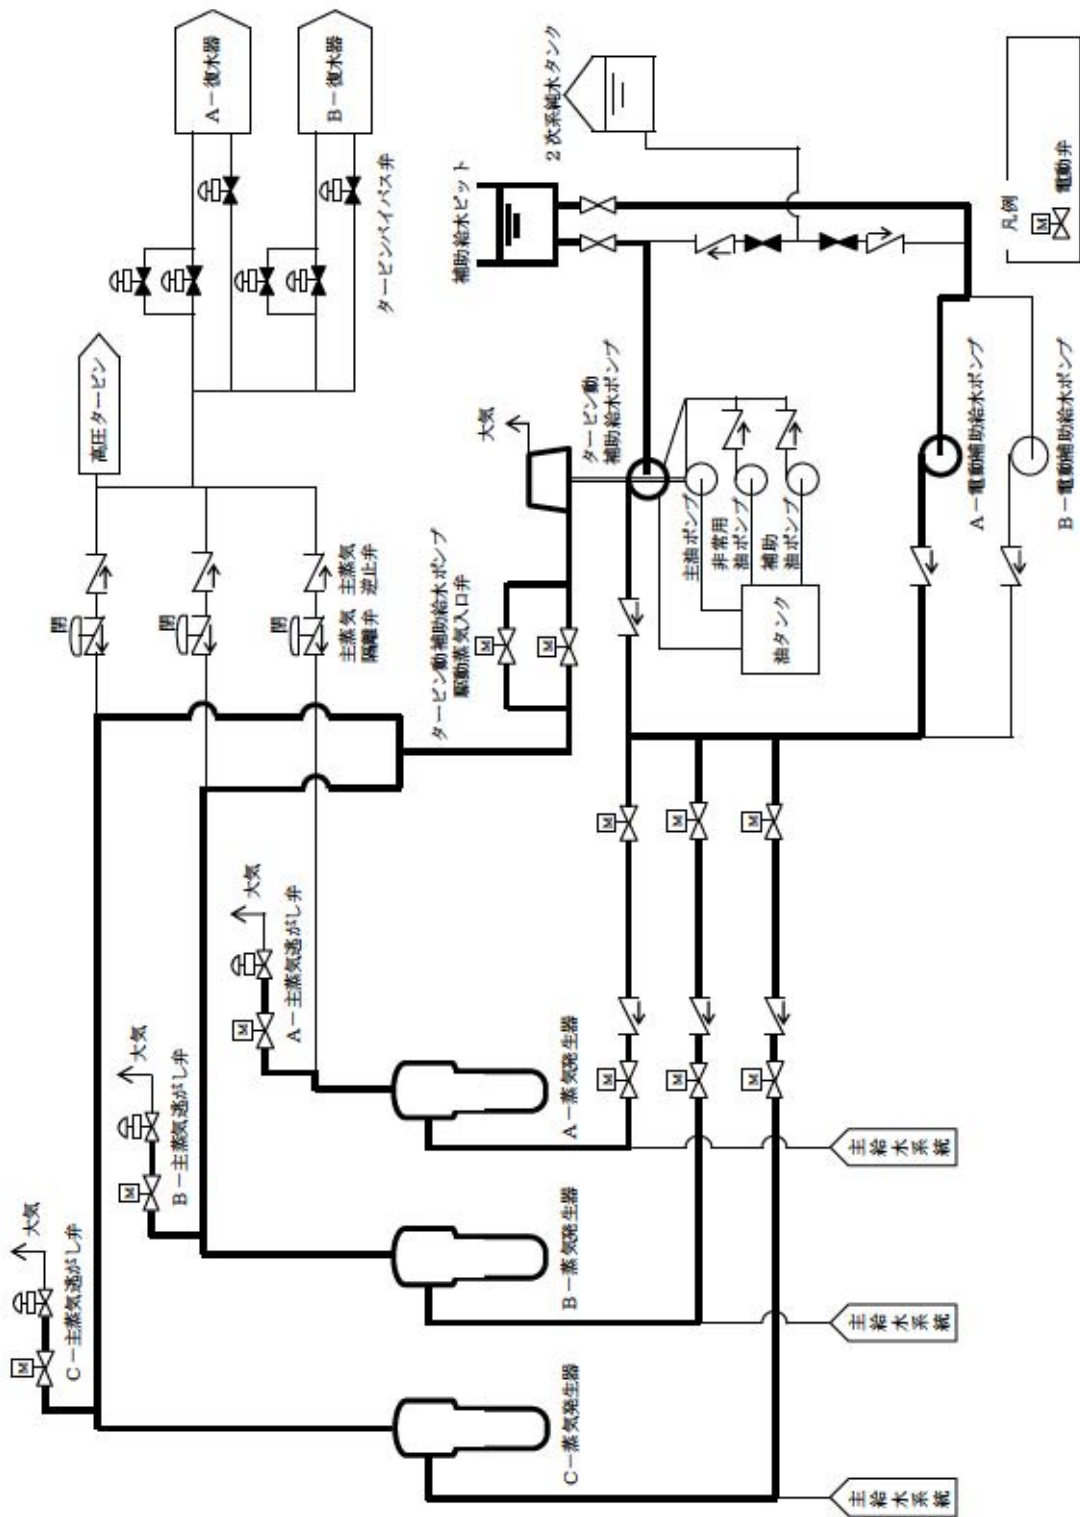 A－復水器
B－復水器
タービンバイパス弁
高圧タービン
2次系純水タンク
補助給水ピット
凡例
M
電動弁
閉
閉
閉
主蒸気
隔離弁
主蒸気
逆止弁
大気
タービン動
補助給水ポンプ
タービン動補助給水ポンプ
駆動蒸気入口弁
M
M
主油ポンプ
非常用
油ポンプ
補助
油ポンプ
油タンク
A－電動補助給水ポンプ
B－電動補助給水ポンプ
大気
M
A－主蒸気逃がし弁
大気
M
B－主蒸気逃がし弁
大気
M
C－主蒸気逃がし弁
M
M
M
M
M
M
A－蒸気発生器
B－蒸気発生器
C－蒸気発生器
主給水系統
主給水系統
主給水系統